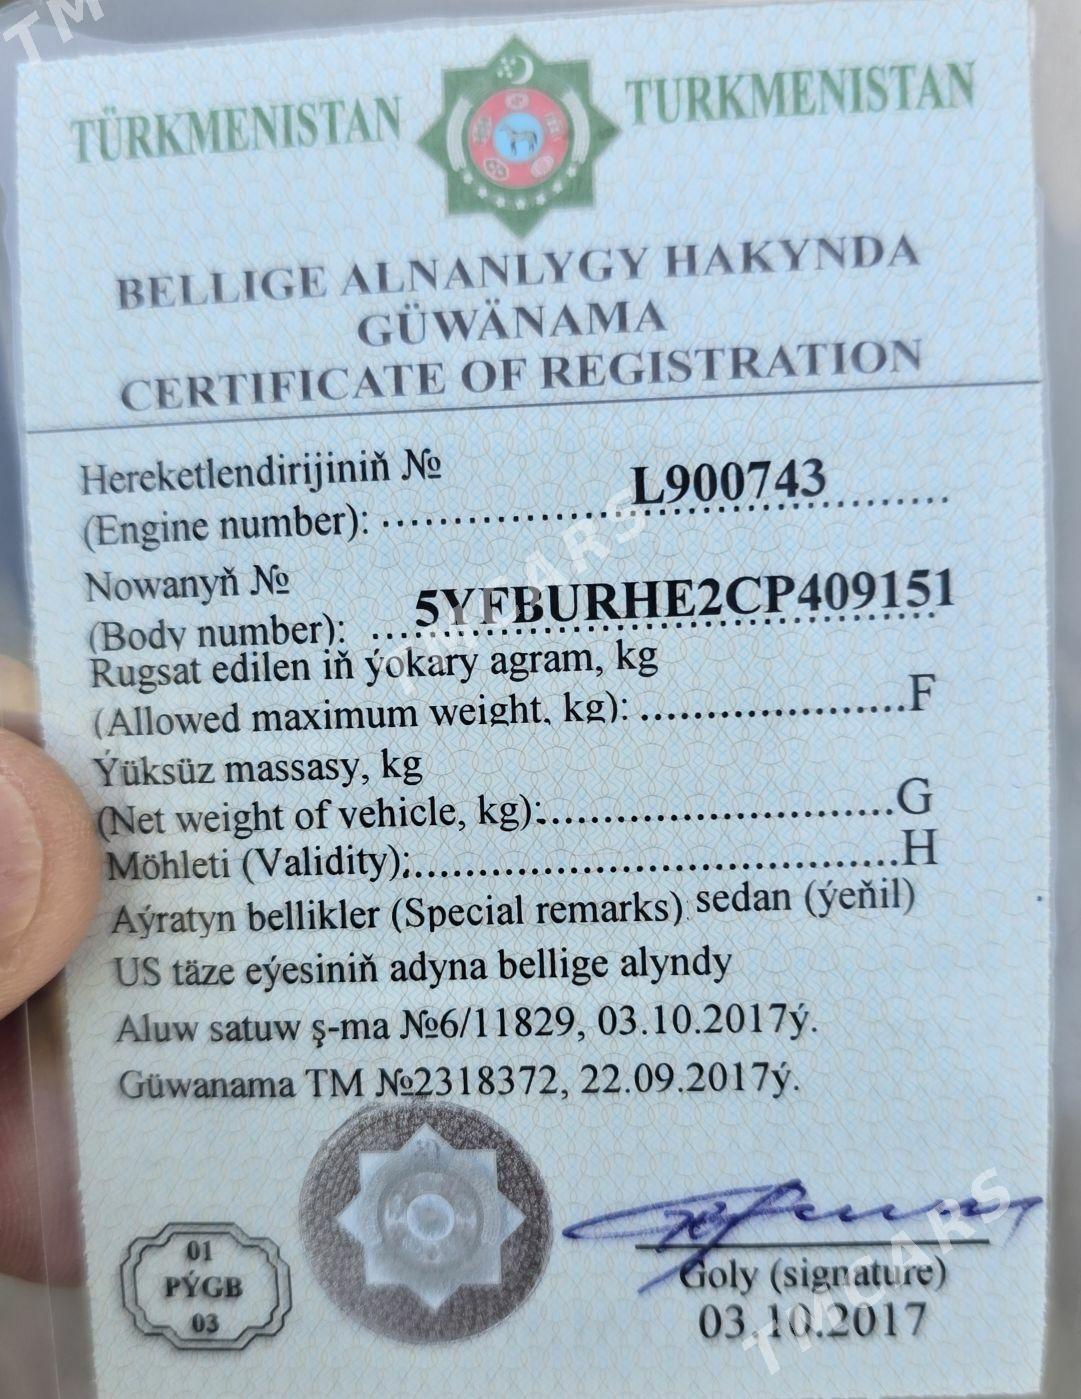 TÜRKMENISTAN TURKMENISTAN
BELLIGE ALNANLYGY HAKYNDA
GÜWÄNAMA
CERTIFICATE OF REGISTRATION
Hereketlendirijiniň №
(Engine number): L900743
Nowanyň №
(Body number): 5YFBURHE2CP409151
Rugsat edilen iň ýokary agram, kg
(Allowed maximum weight, kg): F
Ýüksüz massasy, kg
(Net weight of vehicle, kg): G
Möhleti (Validity): H
Aýratyn bellikler (Special remarks) sedan (ýeňil)
US täze eýesiniň adyna bellige alyndy
Aluw satuw ş-ma №6/11829, 03.10.2017ý.
Güwanama TM №2318372, 22.09.2017ý.
01
PÝGB
03
Goly (signature)
03.10.2017
TMCARS
TMCARS
TM